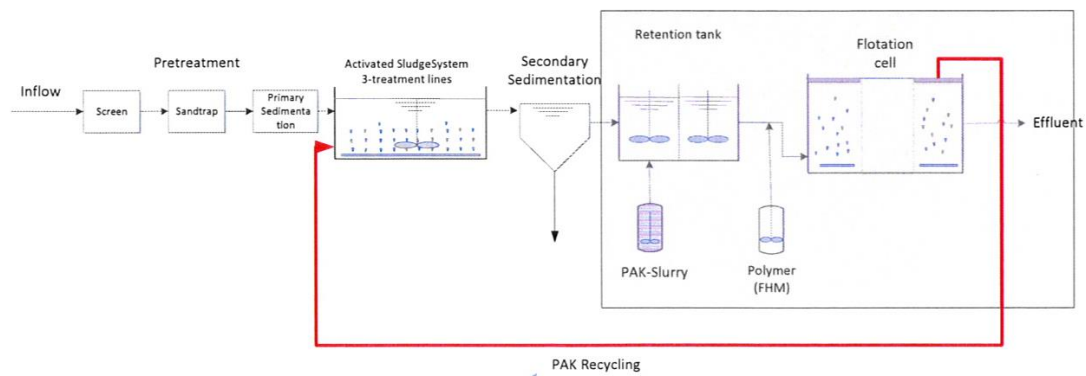 Inflow
Pretreatment
Screen
Sandtrap
Primary
Sedimenta
tion
Activated SludgeSystem
3-treatment lines
Secondary
Sedimentation
Retention tank
Flotation
cell
Effluent
PAK-Slurry
Polymer
(FHM)
PAK Recycling